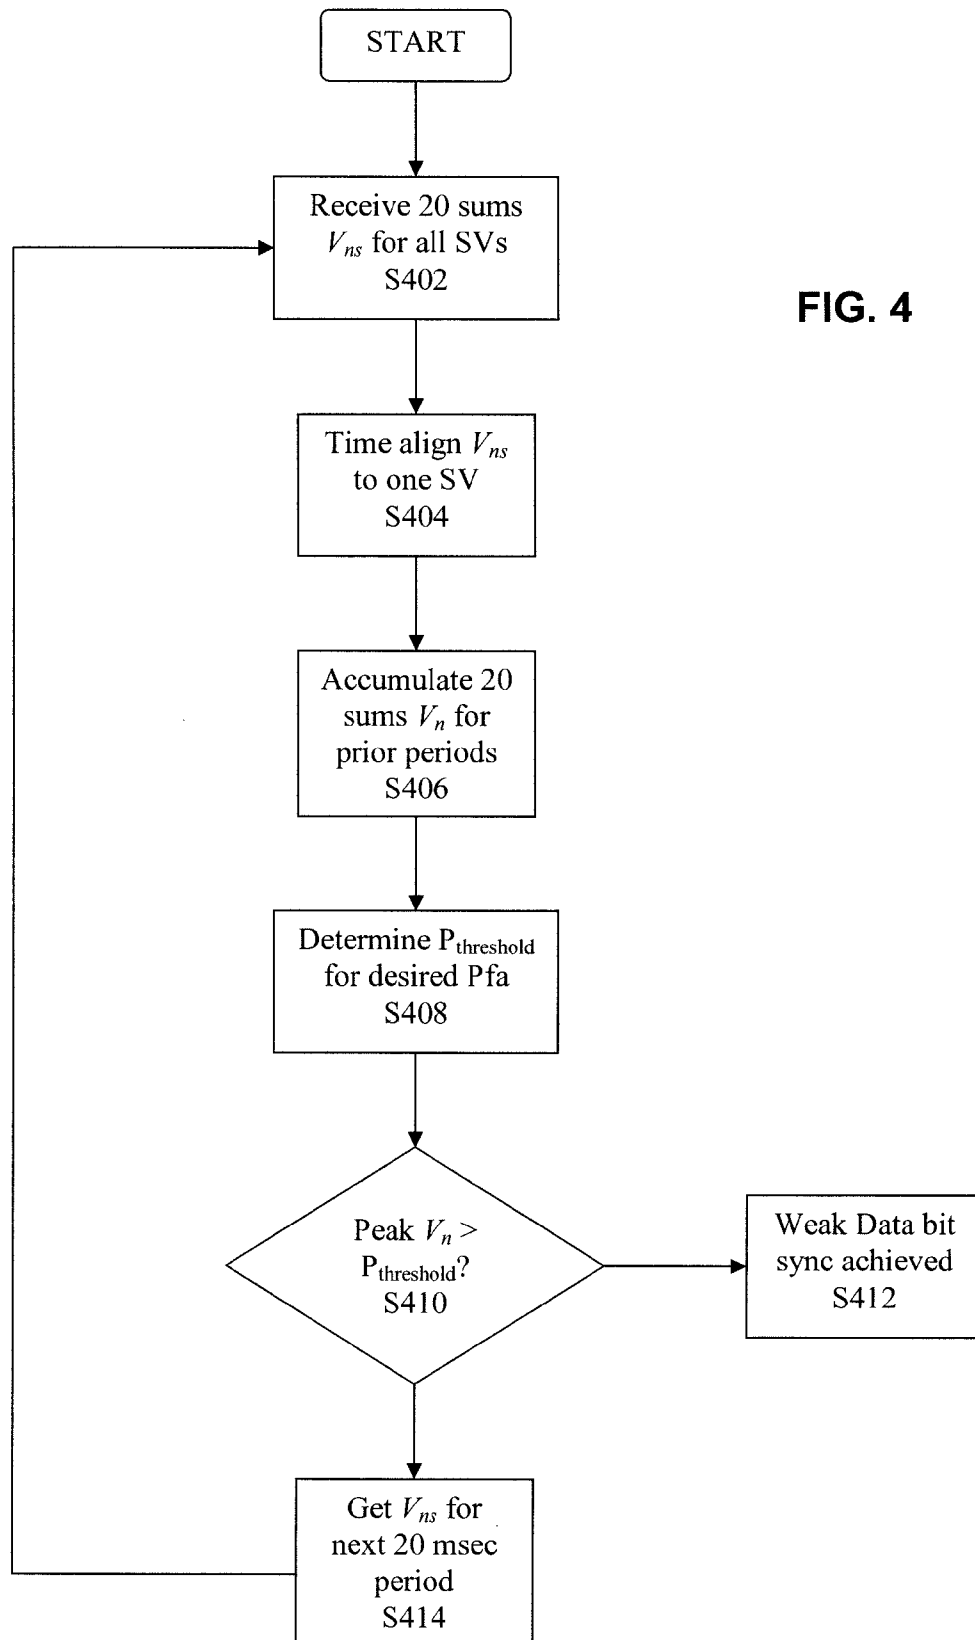 START
Receive 20 sums
Vns for all SVs
S402
FIG. 4
Time align Vns
to one SV
S404
Accumulate 20
sums Vn for
prior periods
S406
Determine Pthreshold
for desired Pfa
S408
Peak Vn >
Pthreshold?
S410
Weak Data bit
sync achieved
S412
Get Vns for
next 20 msec
period
S414